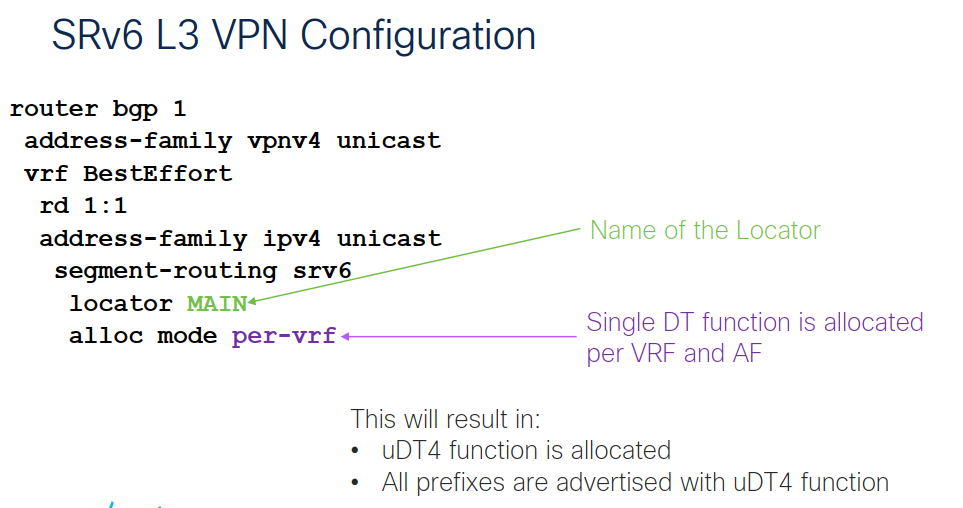 SRv6 L3 VPN Configuration
router bgp 1
address-family vpnv4 unicast
vrf BestEffort
rd 1:1
address-family ipv4 unicast
segment-routing srv6
locator MAIN
alloc mode per-vrf
Name of the Locator
Single DT function is allocated
per VRF and AF
This will result in:
• uDT4 function is allocated
• All prefixes are advertised with uDT4 function